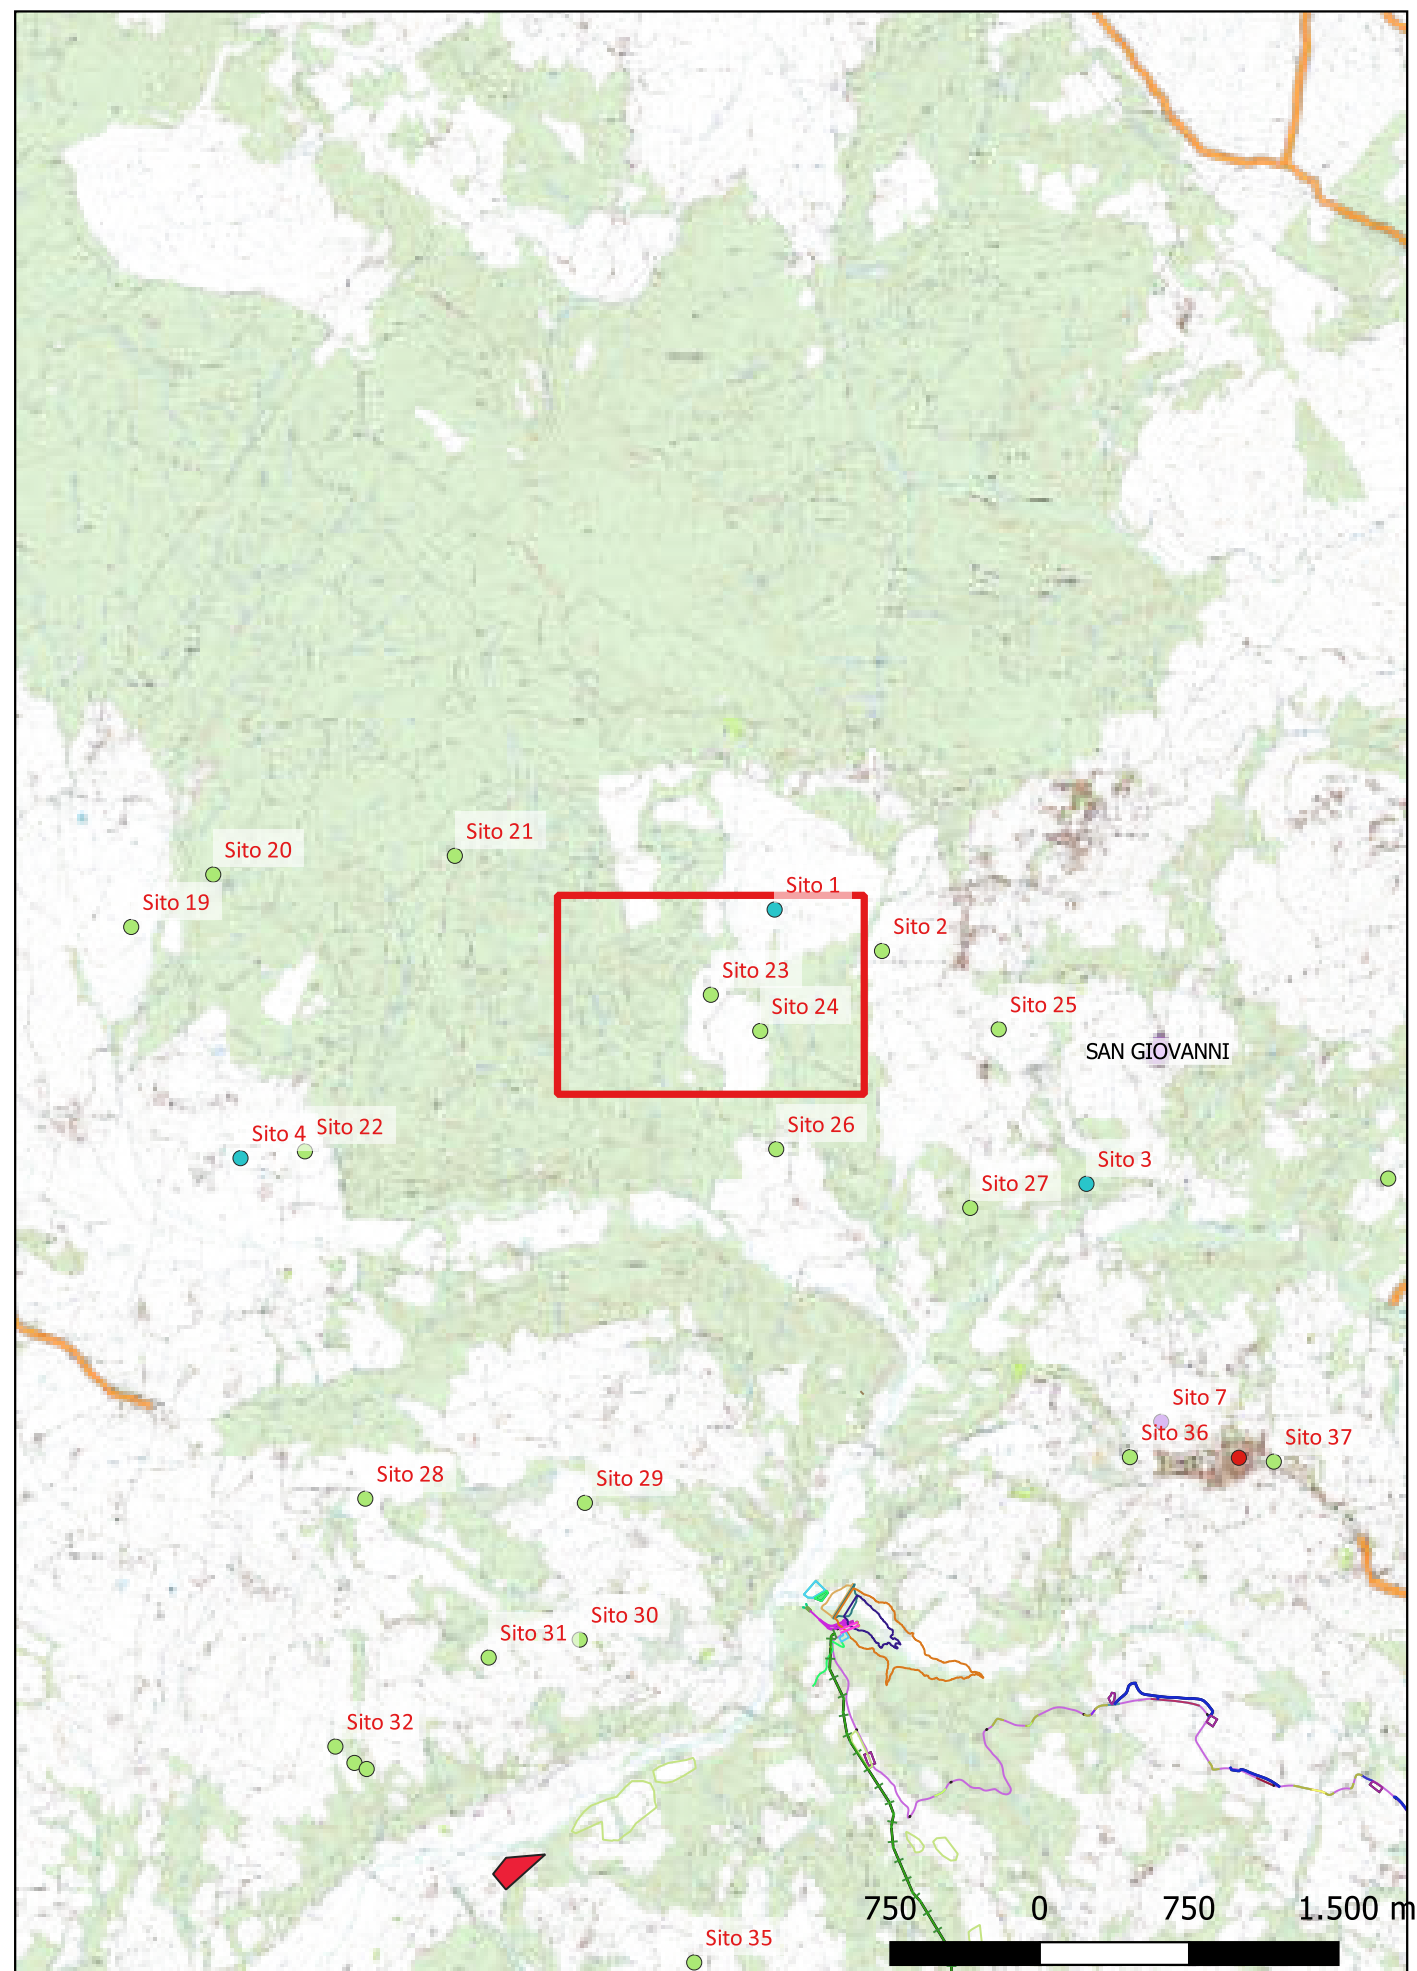 Sito 21
Sito 20
Sito 1
Sito 19
Sito 2
Sito 23
Sito 24
Sito 25
SAN GIOVANNI
Sito 22
Sito 4
Sito 26
Sito 3
Sito 27
Sito 7
Sito 36
Sito 37
Sito 28
Sito 29
Sito 30
Sito 31
Sito 32
750 0 750 1.500 m
Sito 35